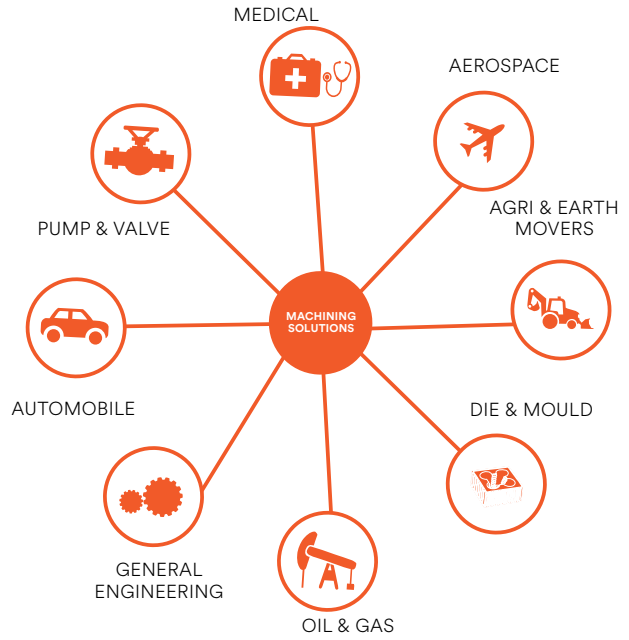 MEDICAL
AEROSPACE
AGRI & EARTH
MOVERS
PUMP & VALVE
MACHINING
SOLUTIONS
AUTOMOBILE
DIE & MOULD
GENERAL
ENGINEERING
OIL & GAS